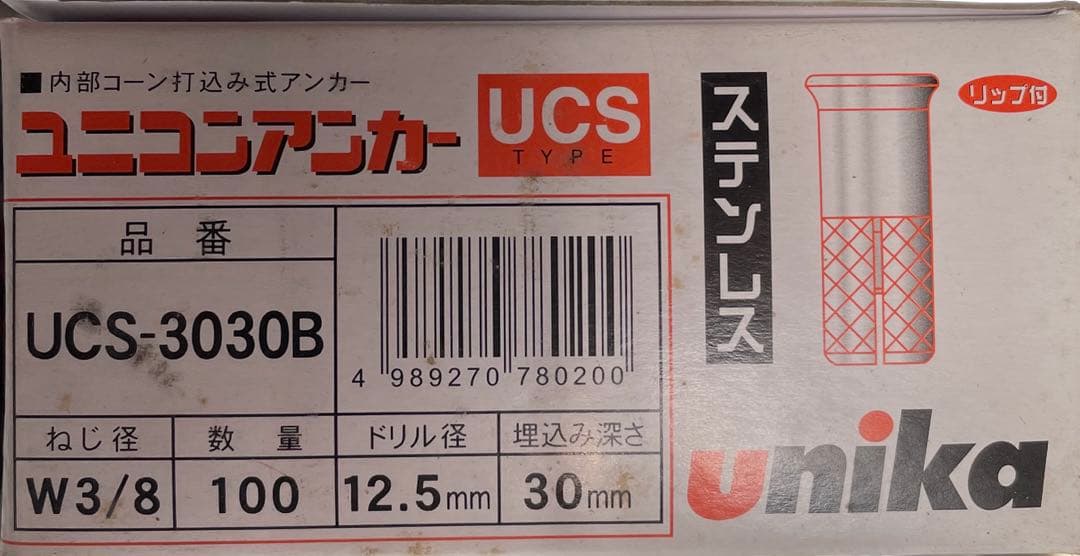 ■内部コーン打込み式アンカー
ユニコンアンカー
UCS
TYPE
ステンレス
リップ付
品番
UCS-3030B
4 989270 780200
ねじ径 数量 ドリル径 埋込み深さ
W3/8 100 12.5mm 30mm
unika